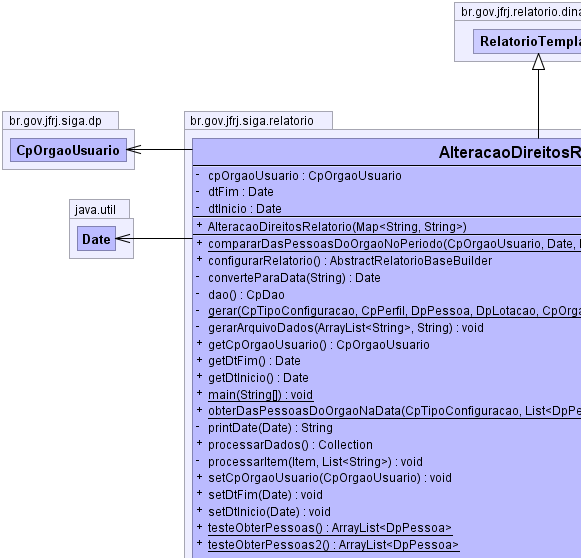 br.gov.jfrj.relatorio.dina
RelatorioTempla
br.gov.jfrj.siga.dp
CpOrgaoUsuario
br.gov.jfrj.siga.relatorio
AlteracaoDireitosR
- cpOrgaoUsuario : CpOrgaoUsuario
- dtFim : Date
- dtInicio : Date
java.util
Date
+ AlteracaoDireitosRelatorio(Map<String, String>)
+ compararDasPessoasDoOrgaoNoPeriodo(CpOrgaoUsuario, Date,
+ configurarRelatorio() : AbstractRelatorioBaseBuilder
- converteParaData(String) : Date
- dao() : CpDao
- gerar(CpTipoConfiguracao, CpPerfil, DpPessoa, DpLotacao, CpOrga
- gerarArquivoDados(ArrayList<String>, String) : void
+ getCpOrgaoUsuario() : CpOrgaoUsuario
+ getDtFim() : Date
+ getDtInicio() : Date
+ main(String[]) : void
+ obterDasPessoasDoOrgaoNaData(CpTipoConfiguracao, List<DpPe
- printDate(Date) : String
+ processarDados() : Collection
- processarItem(Item, List<String>) : void
+ setCpOrgaoUsuario(CpOrgaoUsuario) : void
+ setDtFim(Date) : void
+ setDtInicio(Date) : void
+ testeObterPessoas() : ArrayList<DpPessoa>
+ testeObterPessoas2() : ArrayList<DpPessoa>